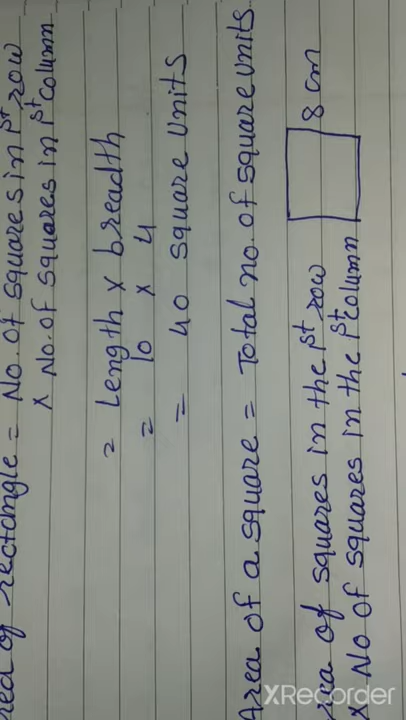 rea of rectangle = No. of squares in 1st row
x No. of squares in 1st column
= Length x breadth
= 10 x 4
= 40 square units
Area of a square = Total no. of square units
8 cm
rea of squares in the 1st row
x No of squares in the 1st column
XRecorder